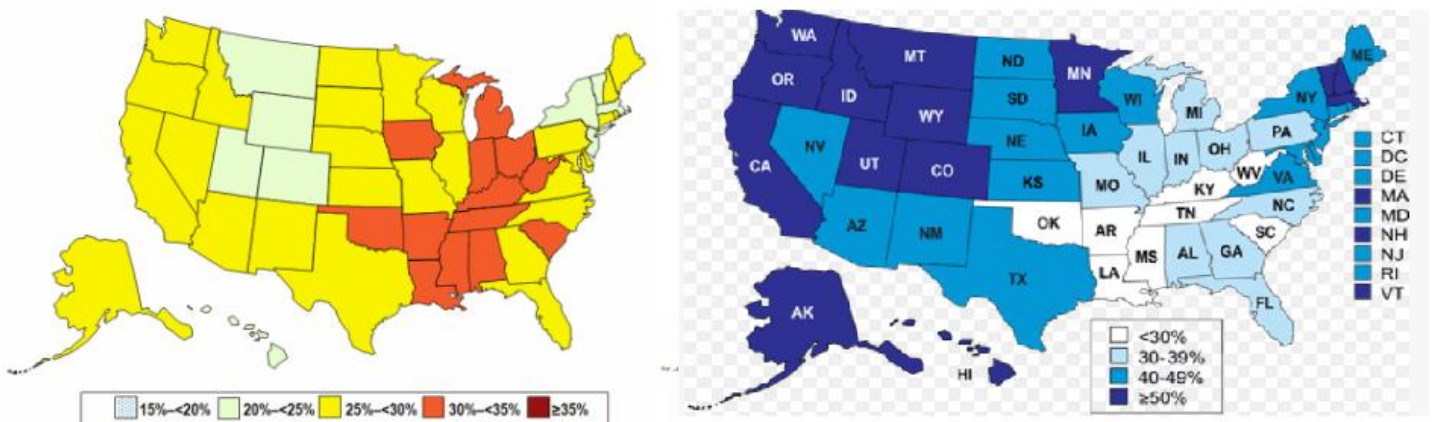 WA
MT
ND
MN
ME
OR
ID
SD
WI
NY
WY
MI
IA
PA
NE
NV
OH
IL
IN
UT
CO
WV
CA
VA
KS
MO
KY
NC
TN
OK
AZ
NM
AR
SC
MS
AL
GA
LA
TX
FL
AK
HI
CT
DC
DE
MA
MD
NH
NJ
RI
VT
<30%
30-39%
40-49%
≥50%
15%–<20% 20%–<25% 25%–<30% 30%–<35% ≥35%